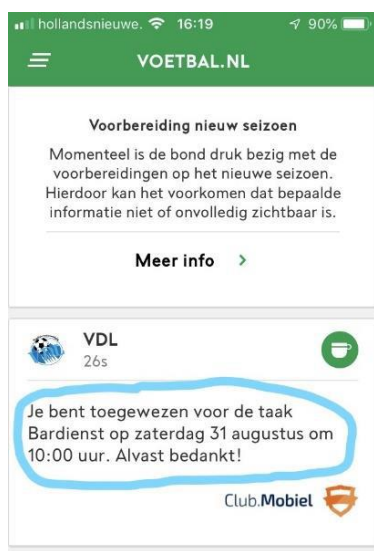 hollandsnieuwe. 16:19 90%
VOETBAL.NL
Voorbereiding nieuw seizoen
Momenteel is de bond druk bezig met de
voorbereidingen op het nieuwe seizoen.
Hierdoor kan het voorkomen dat bepaalde
informatie niet of onvolledig zichtbaar is.
Meer info
VDL
26s
Je bent toegewezen voor de taak
Bardienst op zaterdag 31 augustus om
10:00 uur. Alvast bedankt!
Club.Mobiel